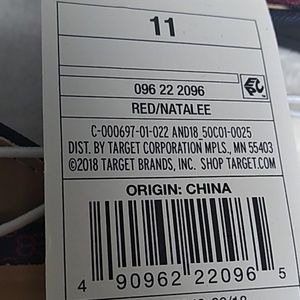 11
096 22 2096
RED/NATALEE
C-000697-01-022 AND18_50C01-0025
DIST. BY TARGET CORPORATION MPLS., MN 55403
©2018 TARGET BRANDS, INC. SHOP TARGET.COM
ORIGIN: CHINA
4 90962 22096 5